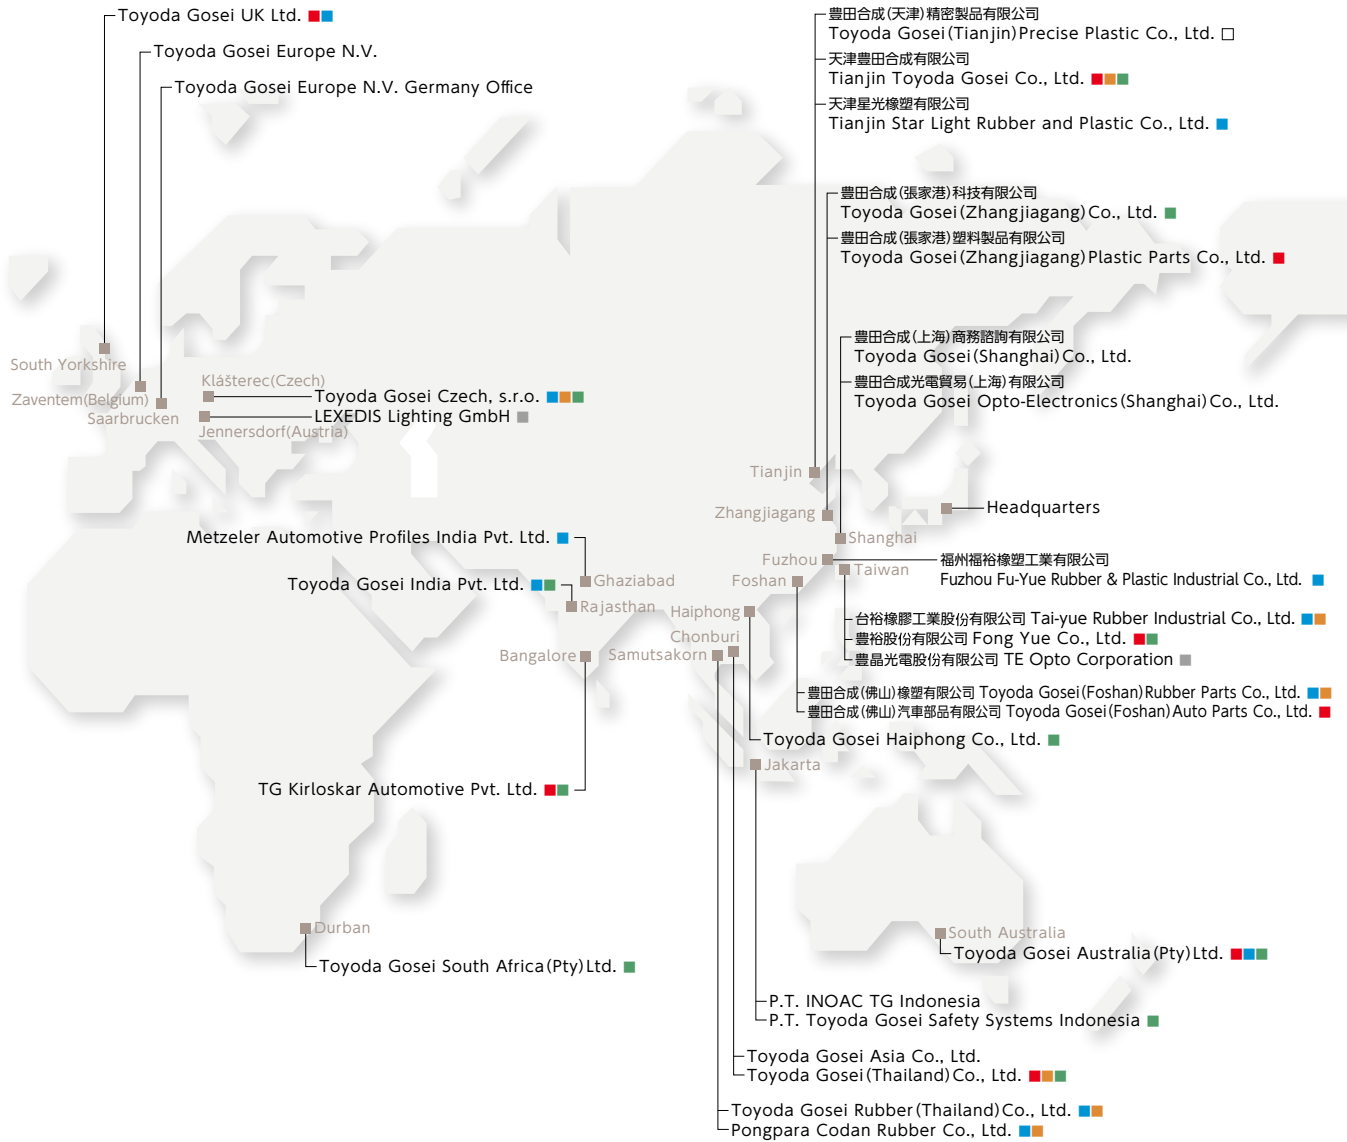 Toyoda Gosei UK Ltd.
Toyoda Gosei Europe N.V.
Toyoda Gosei Europe N.V. Germany Office
豊田合成(天津)精密製品有限公司
Toyoda Gosei(Tianjin)Precise Plastic Co., Ltd.
天津豊田合成有限公司
Tianjin Toyoda Gosei Co., Ltd.
天津星光橡塑有限公司
Tianjin Star Light Rubber and Plastic Co., Ltd.
豊田合成(張家港)科技有限公司
Toyoda Gosei(Zhangjiagang)Co., Ltd.
豊田合成(張家港)塑料製品有限公司
Toyoda Gosei(Zhangjiagang)Plastic Parts Co., Ltd.
豊田合成(上海)商務諮詢有限公司
Toyoda Gosei(Shanghai)Co., Ltd.
豊田合成光電貿易(上海)有限公司
Toyoda Gosei Opto-Electronics(Shanghai)Co., Ltd.
South Yorkshire
Zaventem(Belgium)
Saarbrucken
Klášterec(Czech)
Toyoda Gosei Czech, s.r.o.
LEXEDIS Lighting GmbH
Jennersdorf(Austria)
Tianjin
Zhangjiagang
Headquarters
Shanghai
Metzeler Automotive Profiles India Pvt. Ltd.
Fuzhou
福州福裕橡塑工業有限公司
Fuzhou Fu-Yue Rubber & Plastic Industrial Co., Ltd.
Taiwan
Ghaziabad
Foshan
Toyoda Gosei India Pvt. Ltd.
Rajasthan
Haiphong
台裕橡膠工業股份有限公司 Tai-yue Rubber Industrial Co., Ltd.
豊裕股份有限公司 Fong Yue Co., Ltd.
豊晶光電股份有限公司 TE Opto Corporation
Chonburi
Bangalore
Samutsakorn
豊田合成(佛山)橡塑有限公司 Toyoda Gosei(Foshan)Rubber Parts Co., Ltd.
豊田合成(佛山)汽車部品有限公司 Toyoda Gosei(Foshan)Auto Parts Co., Ltd.
Toyoda Gosei Haiphong Co., Ltd.
Jakarta
TG Kirloskar Automotive Pvt. Ltd.
Durban
Toyoda Gosei South Africa(Pty)Ltd.
South Australia
Toyoda Gosei Australia(Pty)Ltd.
P.T. INOAC TG Indonesia
P.T. Toyoda Gosei Safety Systems Indonesia
Toyoda Gosei Asia Co., Ltd.
Toyoda Gosei(Thailand)Co., Ltd.
Toyoda Gosei Rubber(Thailand)Co., Ltd.
Pongpara Codan Rubber Co., Ltd.